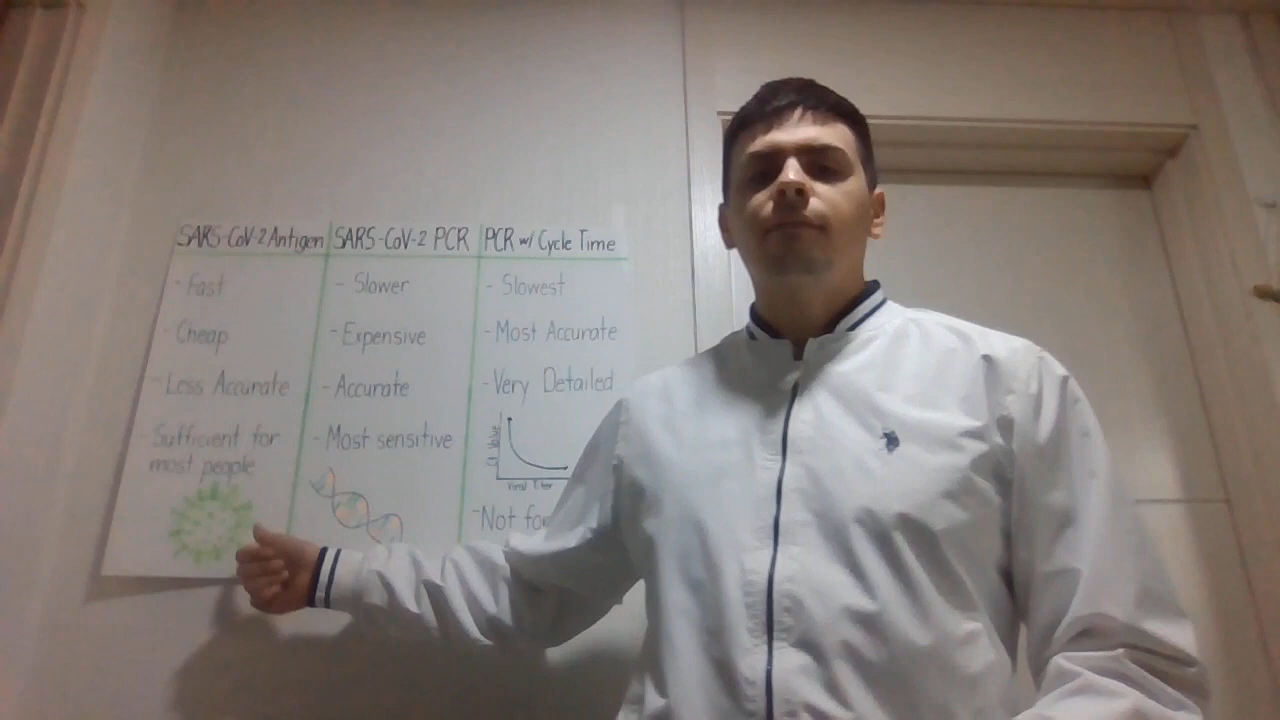 SARS-CoV-2 Antigen
- Fast
- Cheap
- Less Accurate
- Sufficient for
most people
SARS-CoV-2 PCR
- Slower
- Expensive
- Accurate
- Most sensitive
PCR w/ Cycle Time
- Slowest
- Most Accurate
- Very Detailed
Ct Value
Viral Titer
- Not for